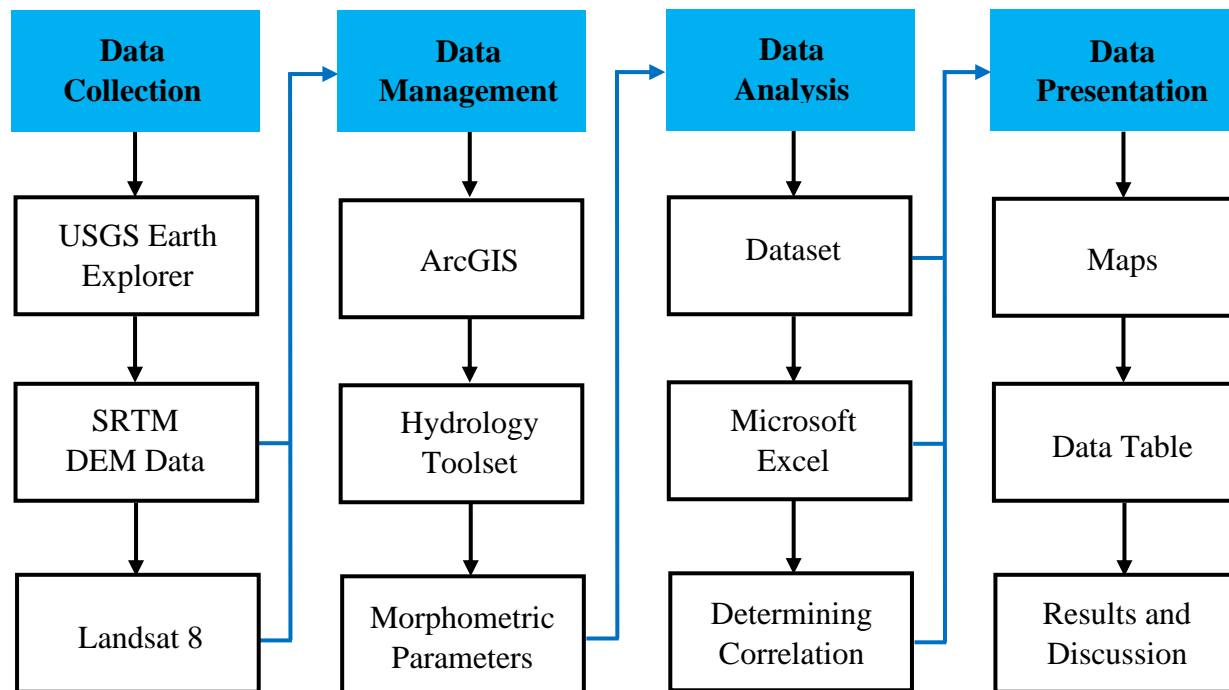 Data
Collection
USGS Earth
Explorer
SRTM
DEM Data
Landsat 8
Data
Management
ArcGIS
Hydrology
Toolset
Morphometric
Parameters
Data
Analysis
Dataset
Microsoft
Excel
Determining
Correlation
Data
Presentation
Maps
Data Table
Results and
Discussion